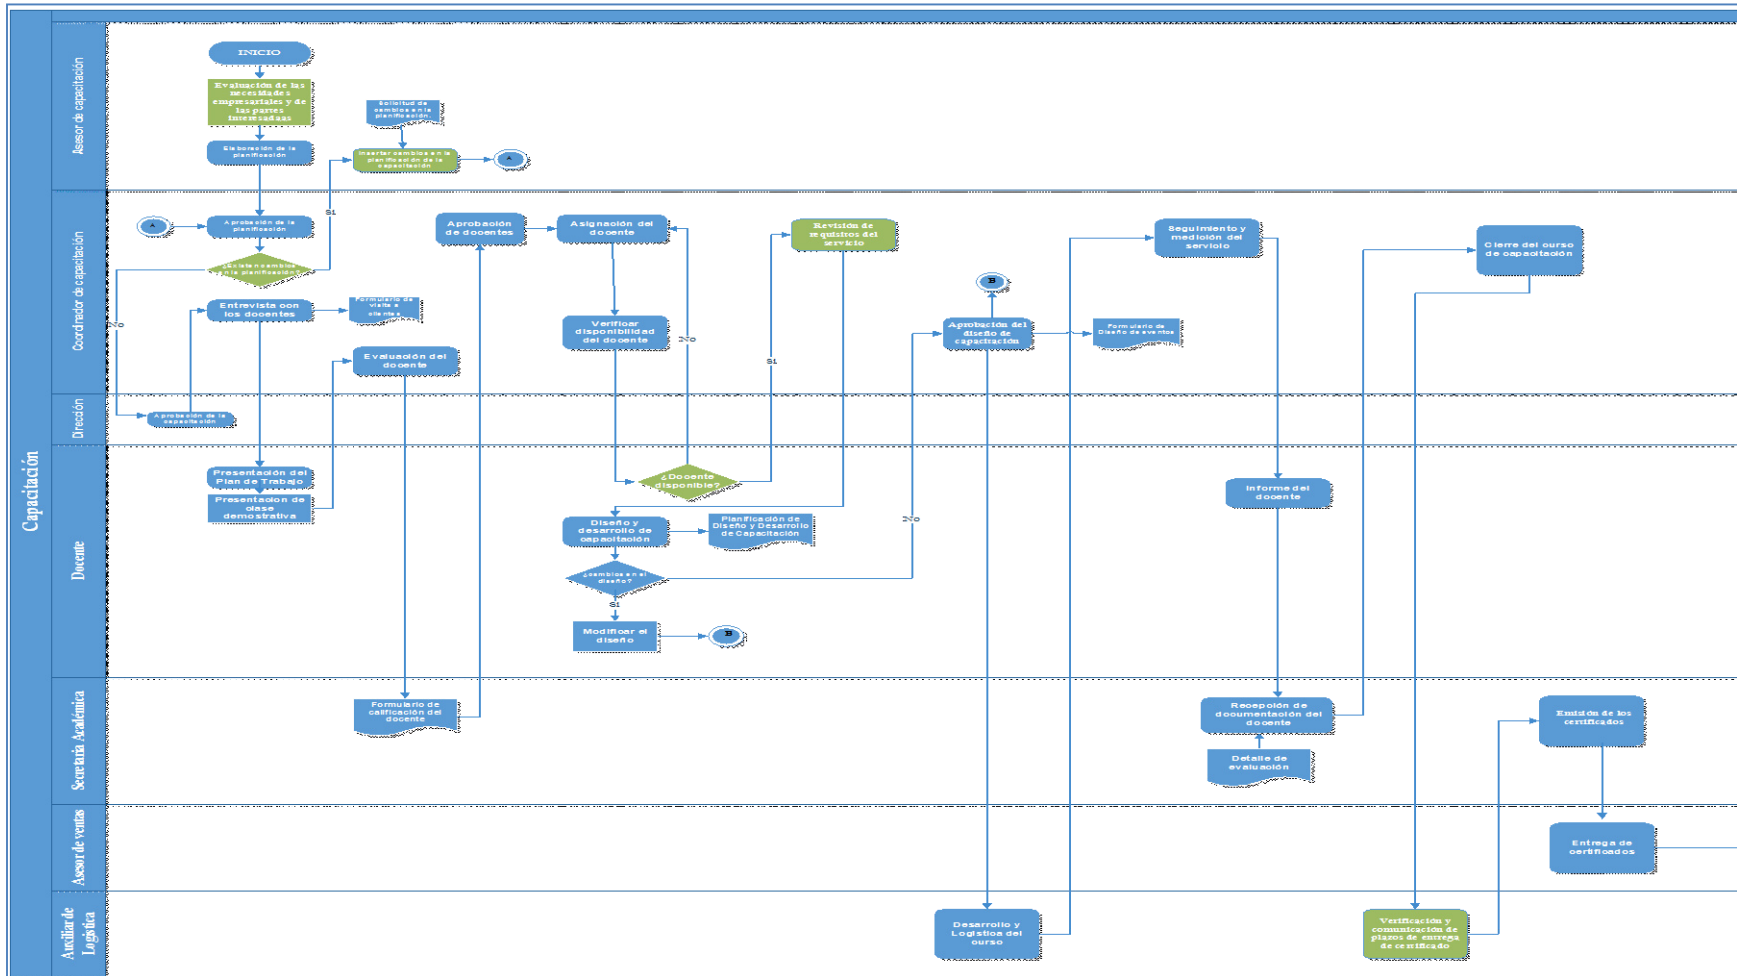 Capacitación
Asesor de capacitación
INICIO
Evaluación de las
necesidades
empresariales y de
las partes
interesadaas
Elaboración de la
planificación
Solicitud de
cambios en la
planificación.
Insertar cambios en la
planificación de la
capacitación
A
Coordinador de capacitación
A
Aprobación de la
planificación
SI
¿Existen cambios
en la planificación?
No
Entrevista con
los docentes
Formulario de
visita a
clientes
Evaluación del
docente
Aprobación
de docentes
Asignación del
docente
Verificar
disponibilidad
del docente
No
SI
Revisión de
requisitos del
servicio
B
Aprobación del
diseño de
capacitación
Formulario de
Diseño de eventos
Seguimiento y
medición del
servicio
Cierre del curso
de capacitación
Dirección
Aprobación de la
capacitación
Docente
Presentación del
Plan de Trabajo
Presentacion de
clase
demostrativa
¿Docente
disponible?
Diseño y
desarrollo de
capacitación
Planificación de
Diseño y Desarrollo
de Capacitación
No
¿cambios en el
diseño?
SI
Modificar el
diseño
B
Informe del
docente
Secretaria Académica
Formulario de
calificación del
docente
Recepción de
documentación del
docente
Detalle de
evaluación
Emisión de los
certificados
Asesor de ventas
Entrega de
certificados
Auxiliar de
Logística
Desarrollo y
Logística del
curso
Verificación y
comunicación de
plazos de entrega
de certificado